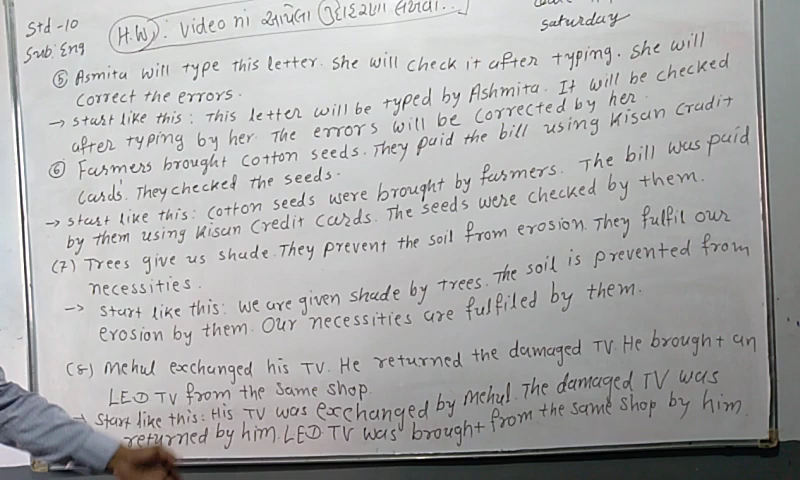 Std -10
Sub: Eng
H.W: Video ni આપેલા ઉદાહરણ લખવા...
saturday
⑤ Asmita will type this letter. She will check it after typing. She will
correct the errors.
→ start like this: This letter will be typed by Ashmita. It will be checked
after typing by her. The errors will be corrected by her.
⑥ Farmers brought cotton seeds. They paid the bill using Kisan Cradit
Cards. They checked the seeds.
→ start like this: Cotton seeds were brought by farmers. The bill was paid
by them using Kisan Credit Cards. The seeds were checked by them.
(7) Trees give us shade. They prevent the soil from erosion. They fulfil our
necessities.
→ start like this: we are given shade by trees. The soil is prevented from
erosion by them. Our necessities are fulfiled by them.
(8) Mehul exchanged his TV. He returned the damaged TV. He brought an
LED TV from the same shop.
→ start like this: His TV was exchanged by Mehul. The damaged TV was
returned by him. LED TV was brought from the same shop by him.